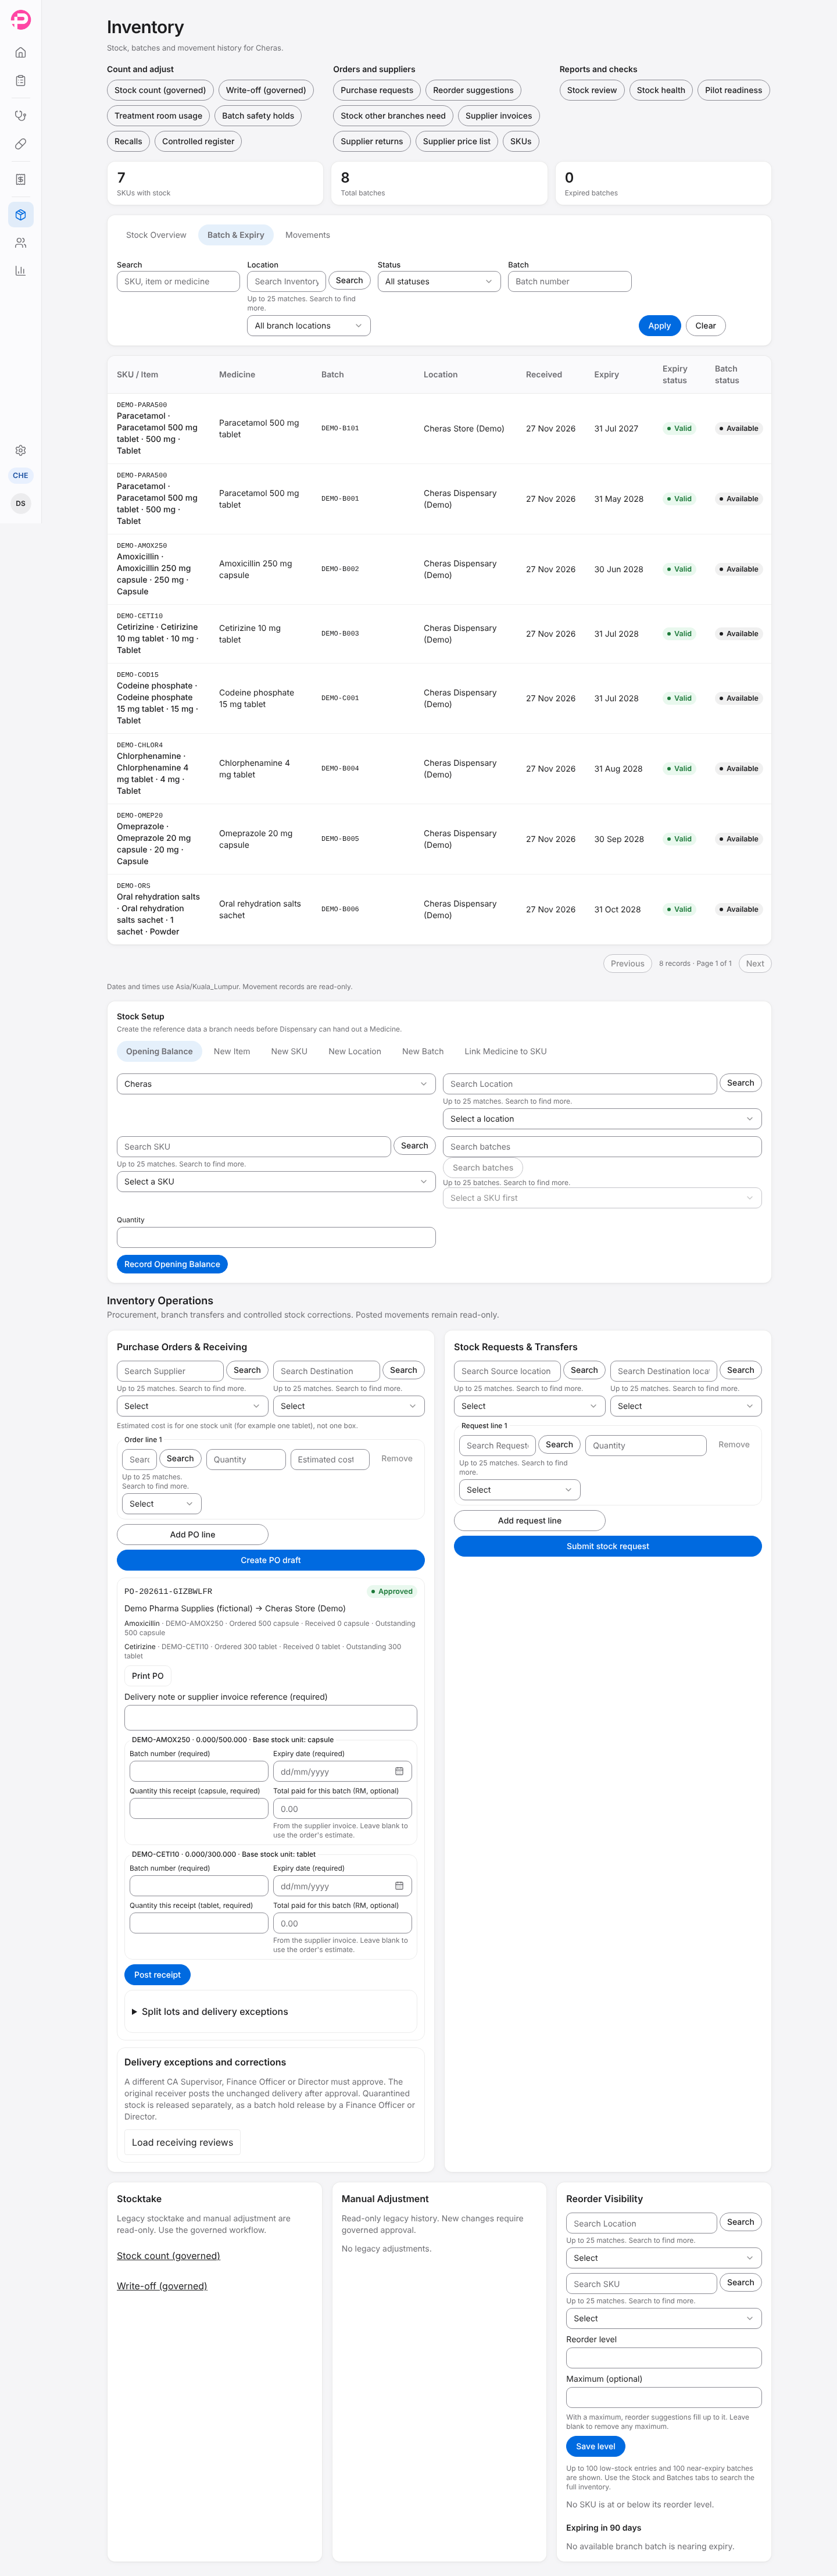 Inventory
Stock, batches and movement history for Cheras.
Count and adjust
Stock count (governed)
Write-off (governed)
Treatment room usage
Batch safety holds
Recalls
Controlled register
Orders and suppliers
Purchase requests
Reorder suggestions
Stock other branches need
Supplier invoices
Supplier returns
Supplier price list
SKUs
Reports and checks
Stock review
Stock health
Pilot readiness
7
SKUs with stock
8
Total batches
0
Expired batches
Stock Overview
Batch & Expiry
Movements
Search
SKU, item or medicine
Location
Search Inventory
Search
Up to 25 matches. Search to find
more.
All branch locations
Status
All statuses
Batch
Batch number
Apply
Clear
SKU / Item
Medicine
Batch
Location
Received
Expiry
Expiry
status
Batch
status
DEMO-PARA500
Paracetamol ·
Paracetamol 500 mg
tablet · 500 mg ·
Tablet
Paracetamol 500 mg
tablet
DEMO-B101
Cheras Store (Demo)
27 Nov 2026
31 Jul 2027
Valid
Available
DEMO-PARA500
Paracetamol ·
Paracetamol 500 mg
tablet · 500 mg ·
Tablet
Paracetamol 500 mg
tablet
DEMO-B001
Cheras Dispensary
(Demo)
27 Nov 2026
31 May 2028
Valid
Available
DEMO-AMOX250
Amoxicillin ·
Amoxicillin 250 mg
capsule · 250 mg ·
Capsule
Amoxicillin 250 mg
capsule
DEMO-B002
Cheras Dispensary
(Demo)
27 Nov 2026
30 Jun 2028
Valid
Available
DEMO-CETI10
Cetirizine · Cetirizine
10 mg tablet · 10 mg ·
Tablet
Cetirizine 10 mg
tablet
DEMO-B003
Cheras Dispensary
(Demo)
27 Nov 2026
31 Jul 2028
Valid
Available
DEMO-COD15
Codeine phosphate ·
Codeine phosphate
15 mg tablet · 15 mg ·
Tablet
Codeine phosphate
15 mg tablet
DEMO-C001
Cheras Dispensary
(Demo)
27 Nov 2026
31 Jul 2028
Valid
Available
DEMO-CHLOR4
Chlorphenamine ·
Chlorphenamine 4
mg tablet · 4 mg ·
Tablet
Chlorphenamine 4
mg tablet
DEMO-B004
Cheras Dispensary
(Demo)
27 Nov 2026
31 Aug 2028
Valid
Available
DEMO-OMEP20
Omeprazole ·
Omeprazole 20 mg
capsule · 20 mg ·
Capsule
Omeprazole 20 mg
capsule
DEMO-B005
Cheras Dispensary
(Demo)
27 Nov 2026
30 Sep 2028
Valid
Available
DEMO-ORS
Oral rehydration salts
· Oral rehydration
salts sachet · 1
sachet · Powder
Oral rehydration salts
sachet
DEMO-B006
Cheras Dispensary
(Demo)
27 Nov 2026
31 Oct 2028
Valid
Available
CHE
DS
Previous
8 records · Page 1 of 1
Next
Dates and times use Asia/Kuala_Lumpur. Movement records are read-only.
Stock Setup
Create the reference data a branch needs before Dispensary can hand out a Medicine.
Opening Balance
New Item
New SKU
New Location
New Batch
Link Medicine to SKU
Cheras
Search Location
Search
Up to 25 matches. Search to find more.
Select a location
Search SKU
Search
Up to 25 matches. Search to find more.
Select a SKU
Search batches
Search batches
Up to 25 batches. Search to find more.
Select a SKU first
Quantity
Record Opening Balance
Inventory Operations
Procurement, branch transfers and controlled stock corrections. Posted movements remain read-only.
Purchase Orders & Receiving
Search Supplier
Search
Search Destination
Search
Up to 25 matches. Search to find more.
Up to 25 matches. Search to find more.
Select
Select
Estimated cost is for one stock unit (for example one tablet), not one box.
Order line 1
Searc
Search
Quantity
Estimated cost
Remove
Up to 25 matches.
Search to find more.
Select
Add PO line
Create PO draft
PO-202611-GIZBWLFR
Approved
Demo Pharma Supplies (fictional) → Cheras Store (Demo)
Amoxicillin · DEMO-AMOX250 · Ordered 500 capsule · Received 0 capsule · Outstanding
500 capsule
Cetirizine · DEMO-CETI10 · Ordered 300 tablet · Received 0 tablet · Outstanding 300
tablet
Print PO
Delivery note or supplier invoice reference (required)
DEMO-AMOX250 · 0.000/500.000 · Base stock unit: capsule
Batch number (required)
Expiry date (required)
dd/mm/yyyy
Quantity this receipt (capsule, required)
Total paid for this batch (RM, optional)
0.00
From the supplier invoice. Leave blank to
use the order's estimate.
DEMO-CETI10 · 0.000/300.000 · Base stock unit: tablet
Batch number (required)
Expiry date (required)
dd/mm/yyyy
Quantity this receipt (tablet, required)
Total paid for this batch (RM, optional)
0.00
From the supplier invoice. Leave blank to
use the order's estimate.
Post receipt
Split lots and delivery exceptions
Delivery exceptions and corrections
A different CA Supervisor, Finance Officer or Director must approve. The
original receiver posts the unchanged delivery after approval. Quarantined
stock is released separately, as a batch hold release by a Finance Officer or
Director.
Load receiving reviews
Stock Requests & Transfers
Search Source location
Search
Search Destination locat
Search
Up to 25 matches. Search to find more.
Up to 25 matches. Search to find more.
Select
Select
Request line 1
Search Request
Search
Quantity
Remove
Up to 25 matches. Search to find
more.
Select
Add request line
Submit stock request
Stocktake
Legacy stocktake and manual adjustment are
read-only. Use the governed workflow.
Stock count (governed)
Write-off (governed)
Manual Adjustment
Read-only legacy history. New changes require
governed approval.
No legacy adjustments.
Reorder Visibility
Search Location
Search
Up to 25 matches. Search to find more.
Select
Search SKU
Search
Up to 25 matches. Search to find more.
Select
Reorder level
Maximum (optional)
With a maximum, reorder suggestions fill up to it. Leave
blank to remove any maximum.
Save level
Up to 100 low-stock entries and 100 near-expiry batches
are shown. Use the Stock and Batches tabs to search the
full inventory.
No SKU is at or below its reorder level.
Expiring in 90 days
No available branch batch is nearing expiry.